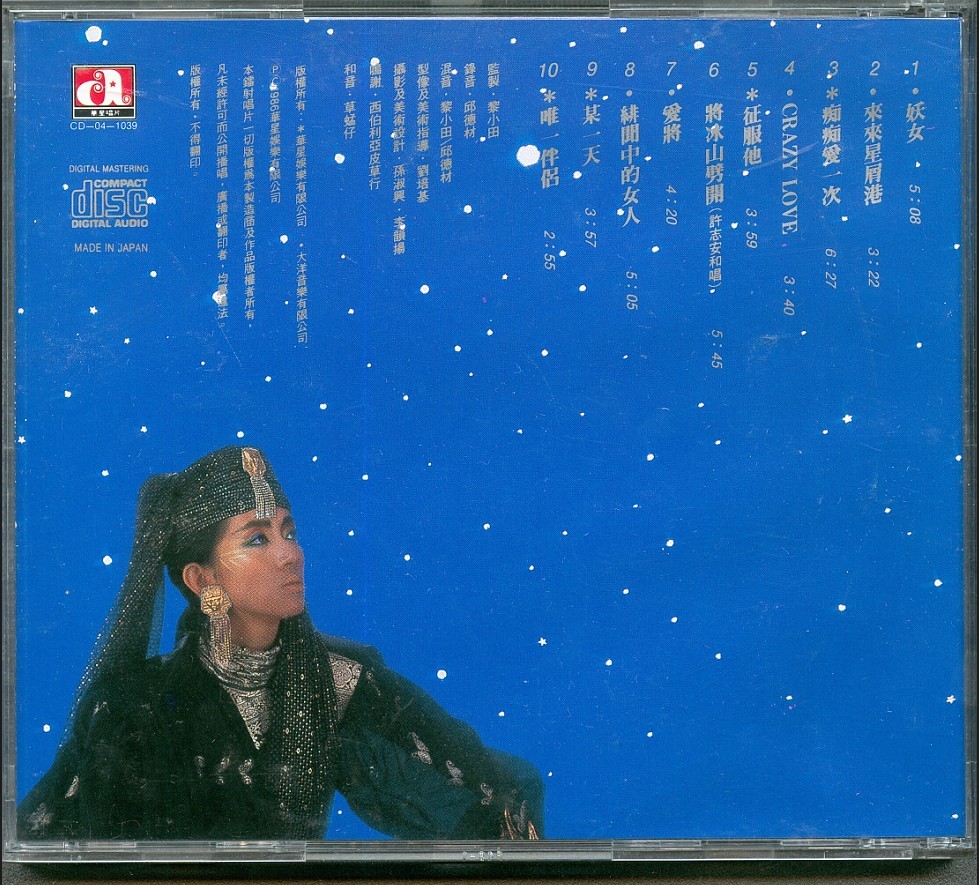 1・妖女 5:08
2・來來星屑港 3:22
3*痴痴愛一次 6:27
4・CRAZY LOVE 3:40
5*征服他 3:59
6 將冰山劈開(許志安和唱) 5:45
7・愛將 4:20
8・緋聞中的女人 5:05
9*某一天 3:57
10*唯一伴侶 2:55
監製・黎小田
錄音・邱德材
混音・黎小田/邱德材
型像及美術指導・劉培基
攝影及美術設計・孫淑興・李韻揚
鳴謝・西伯利亞皮草行
和音・草蜢仔
版權所有・*華星娛樂有限公司・大洋音樂有限公司
Ⓟ©1986華星娛樂有限公司
本鐳射唱片一切版權爲本製造商及作品版權者所有,
凡未經許可而公開播唱,廣播或翻印者,均屬違法。
版權所有・不得翻印。
a
華星唱片
CD-04-1039
DIGITAL MASTERING
COMPACT
disc
DIGITAL AUDIO
MADE IN JAPAN